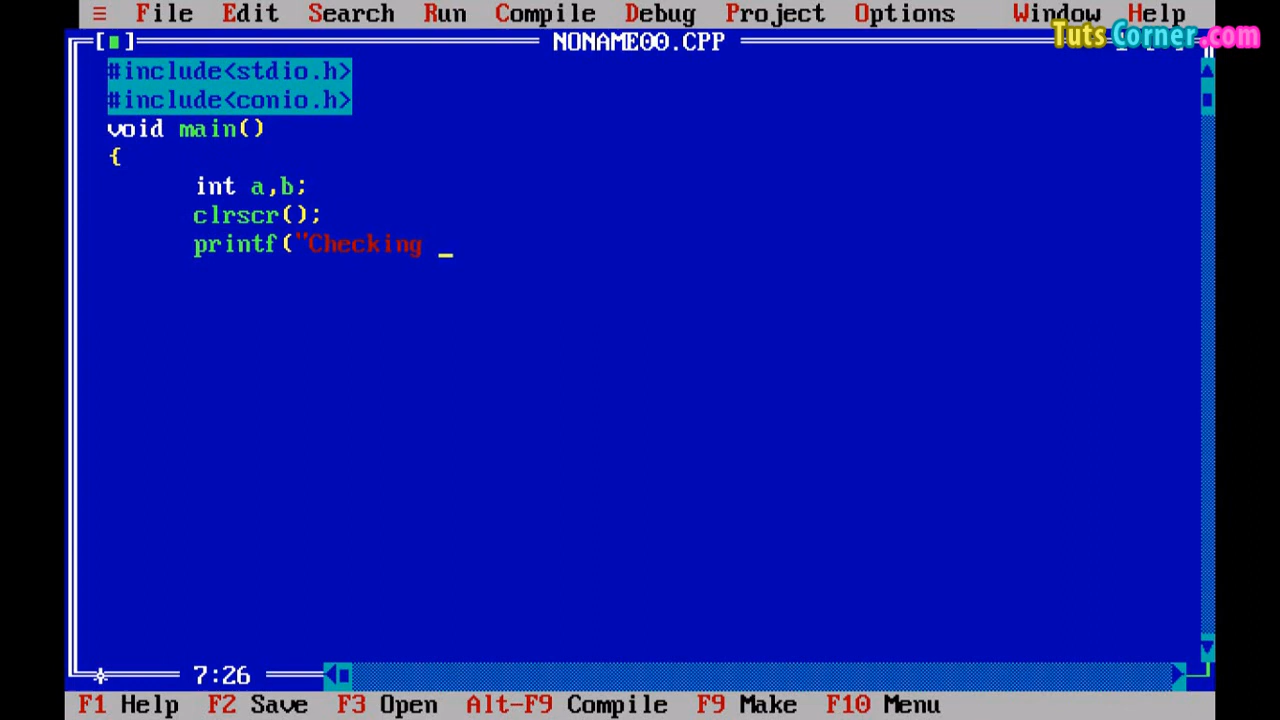 ≡ File Edit Search Run Compile Debug Project Options Window Help
TutsCorner.com
NONAME00.CPP
#include<stdio.h>
#include<conio.h>
void main()
{
int a,b;
clrscr();
printf("Checking _
7:26
F1 Help F2 Save F3 Open Alt-F9 Compile F9 Make F10 Menu